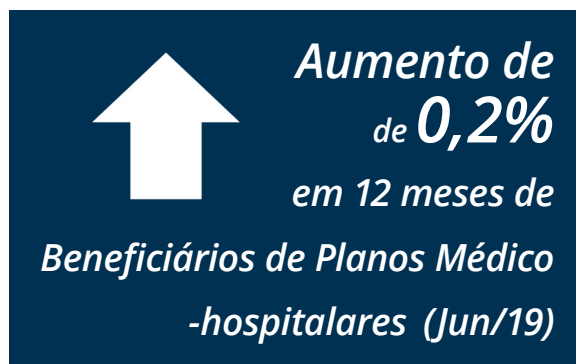 Aumento de
de 0,2%
em 12 meses de
Beneficiários de Planos Médico
-hospitalares (Jun/19)